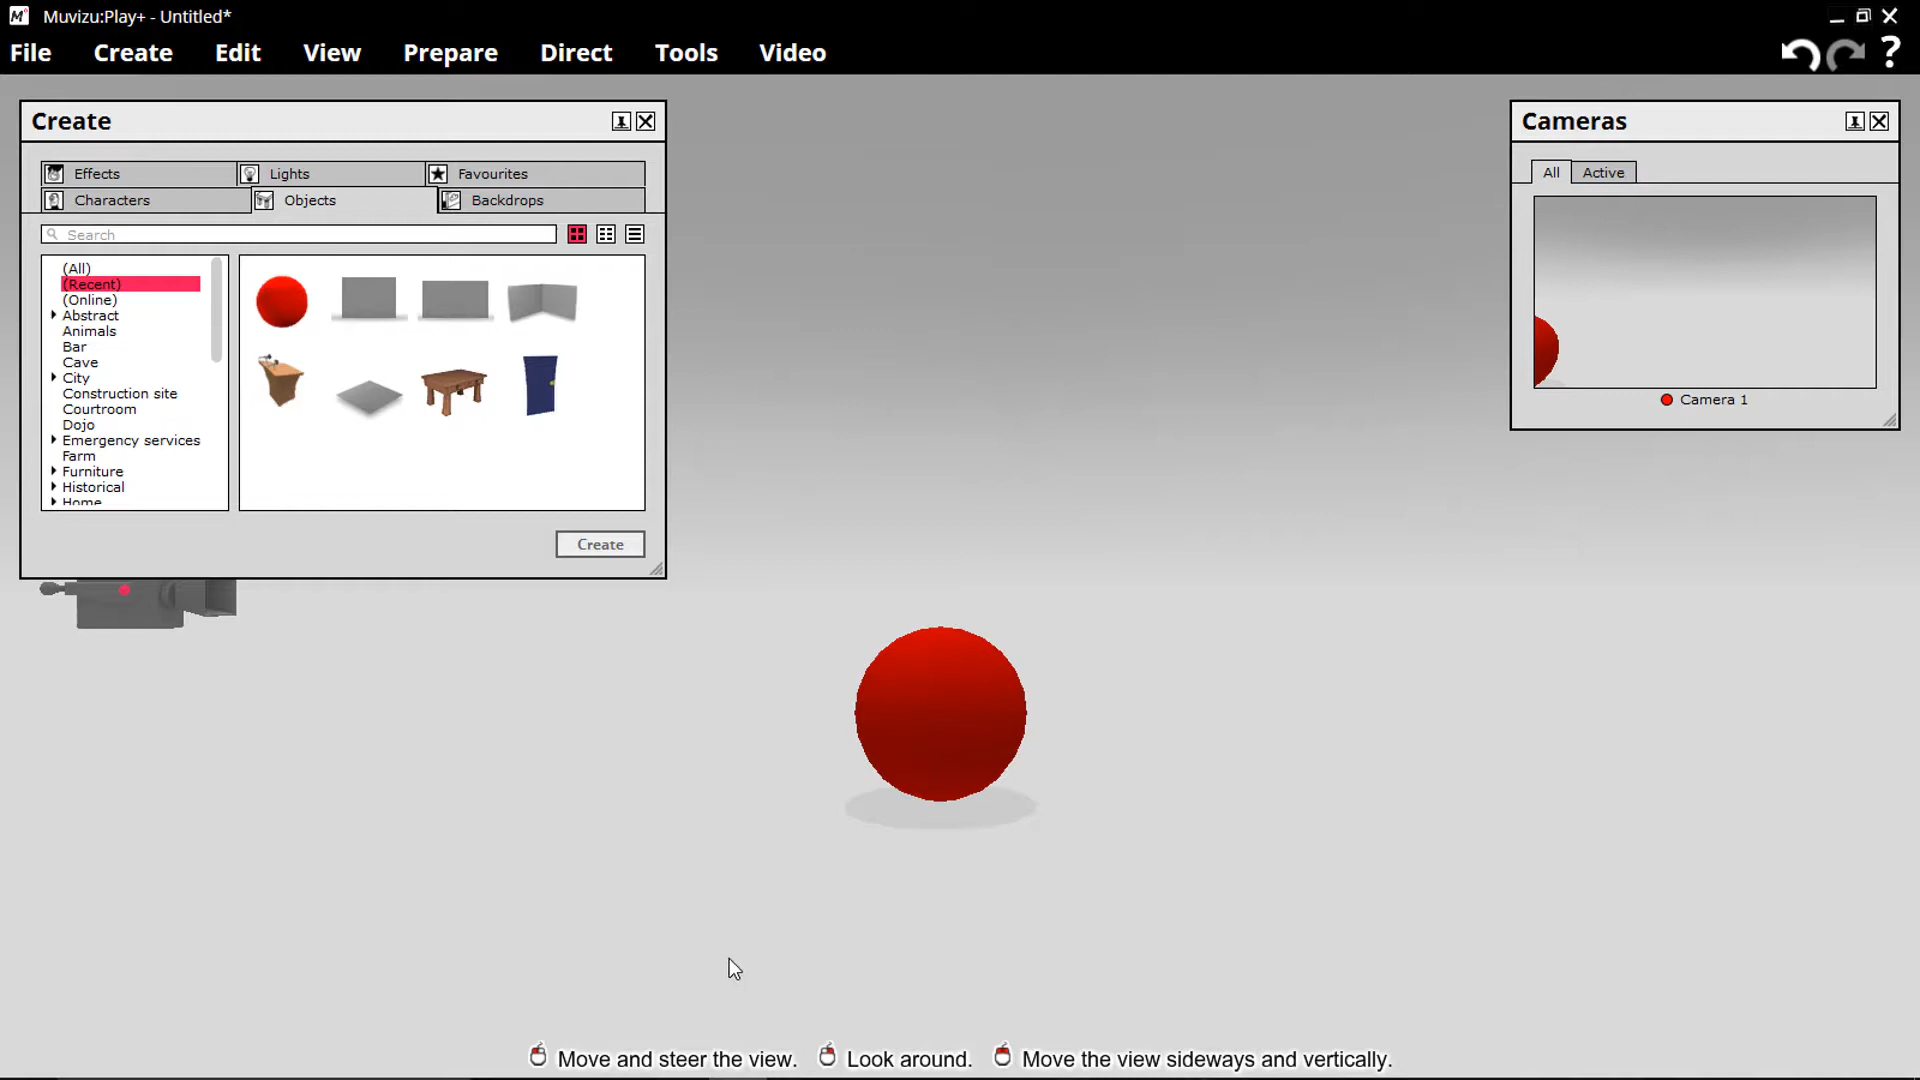 Muvizu:Play+ - Untitled*
File Create Edit View Prepare Direct Tools Video ?
Create
Effects Lights Favourites
Characters Objects Backdrops
Search
(All)
(Recent)
(Online)
Abstract
Animals
Bar
Cave
City
Construction site
Courtroom
Dojo
Emergency services
Farm
Furniture
Historical
Home
Create
Cameras
All Active
Camera 1
Move and steer the view. Look around. Move the view sideways and vertically.